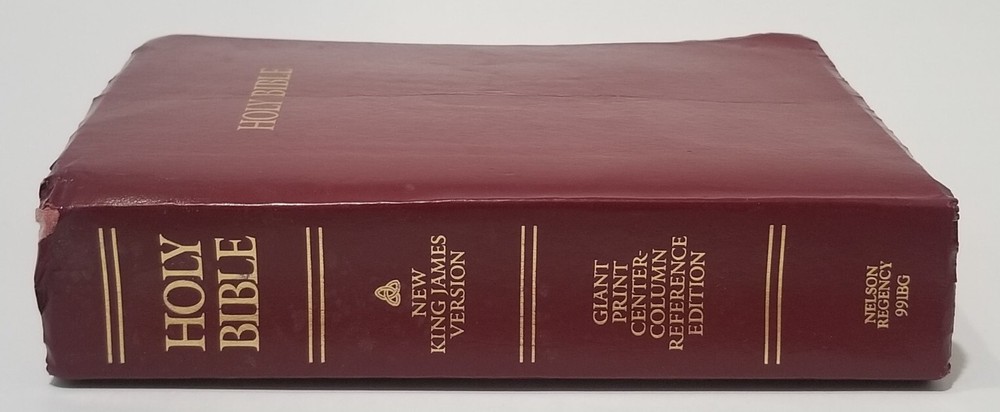 HOLY BIBLE
HOLY
BIBLE
NEW
KING JAMES
VERSION
GIANT
PRINT
CENTER-
COLUMN
REFERENCE
EDITION
NELSON
REGENCY
991BG